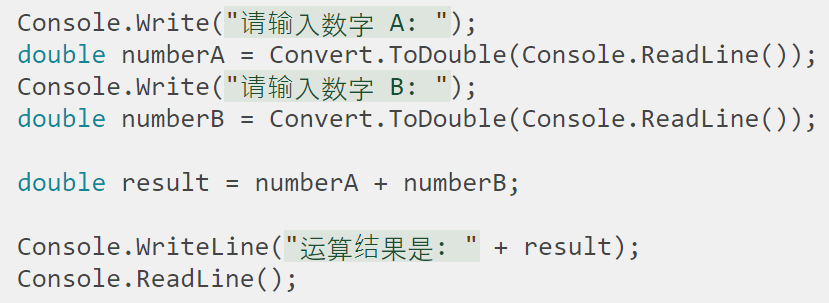 Console.Write("请输入数字 A: ");
double numberA = Convert.ToDouble(Console.ReadLine());
Console.Write("请输入数字 B: ");
double numberB = Convert.ToDouble(Console.ReadLine());
double result = numberA + numberB;
Console.WriteLine("运算结果是: " + result);
Console.ReadLine();